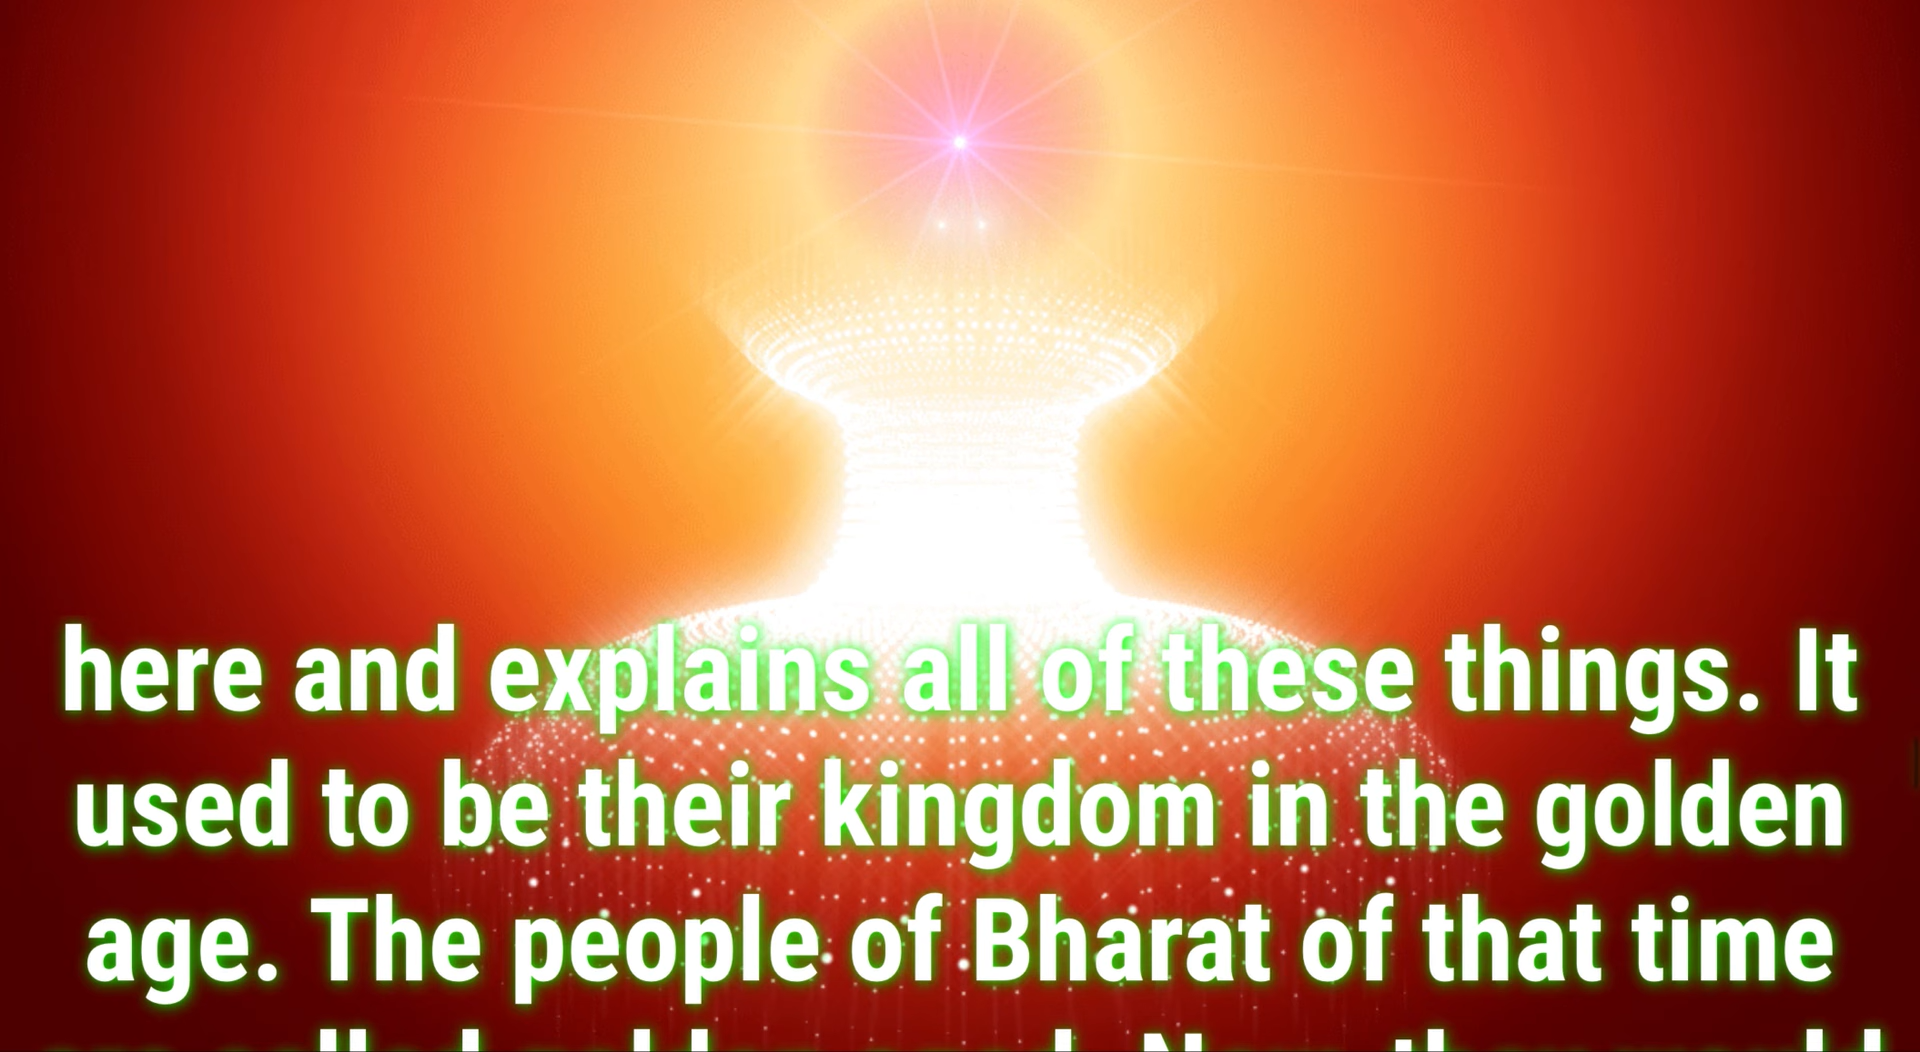 here and explains all of these things. It
used to be their kingdom in the golden
age. The people of Bharat of that time